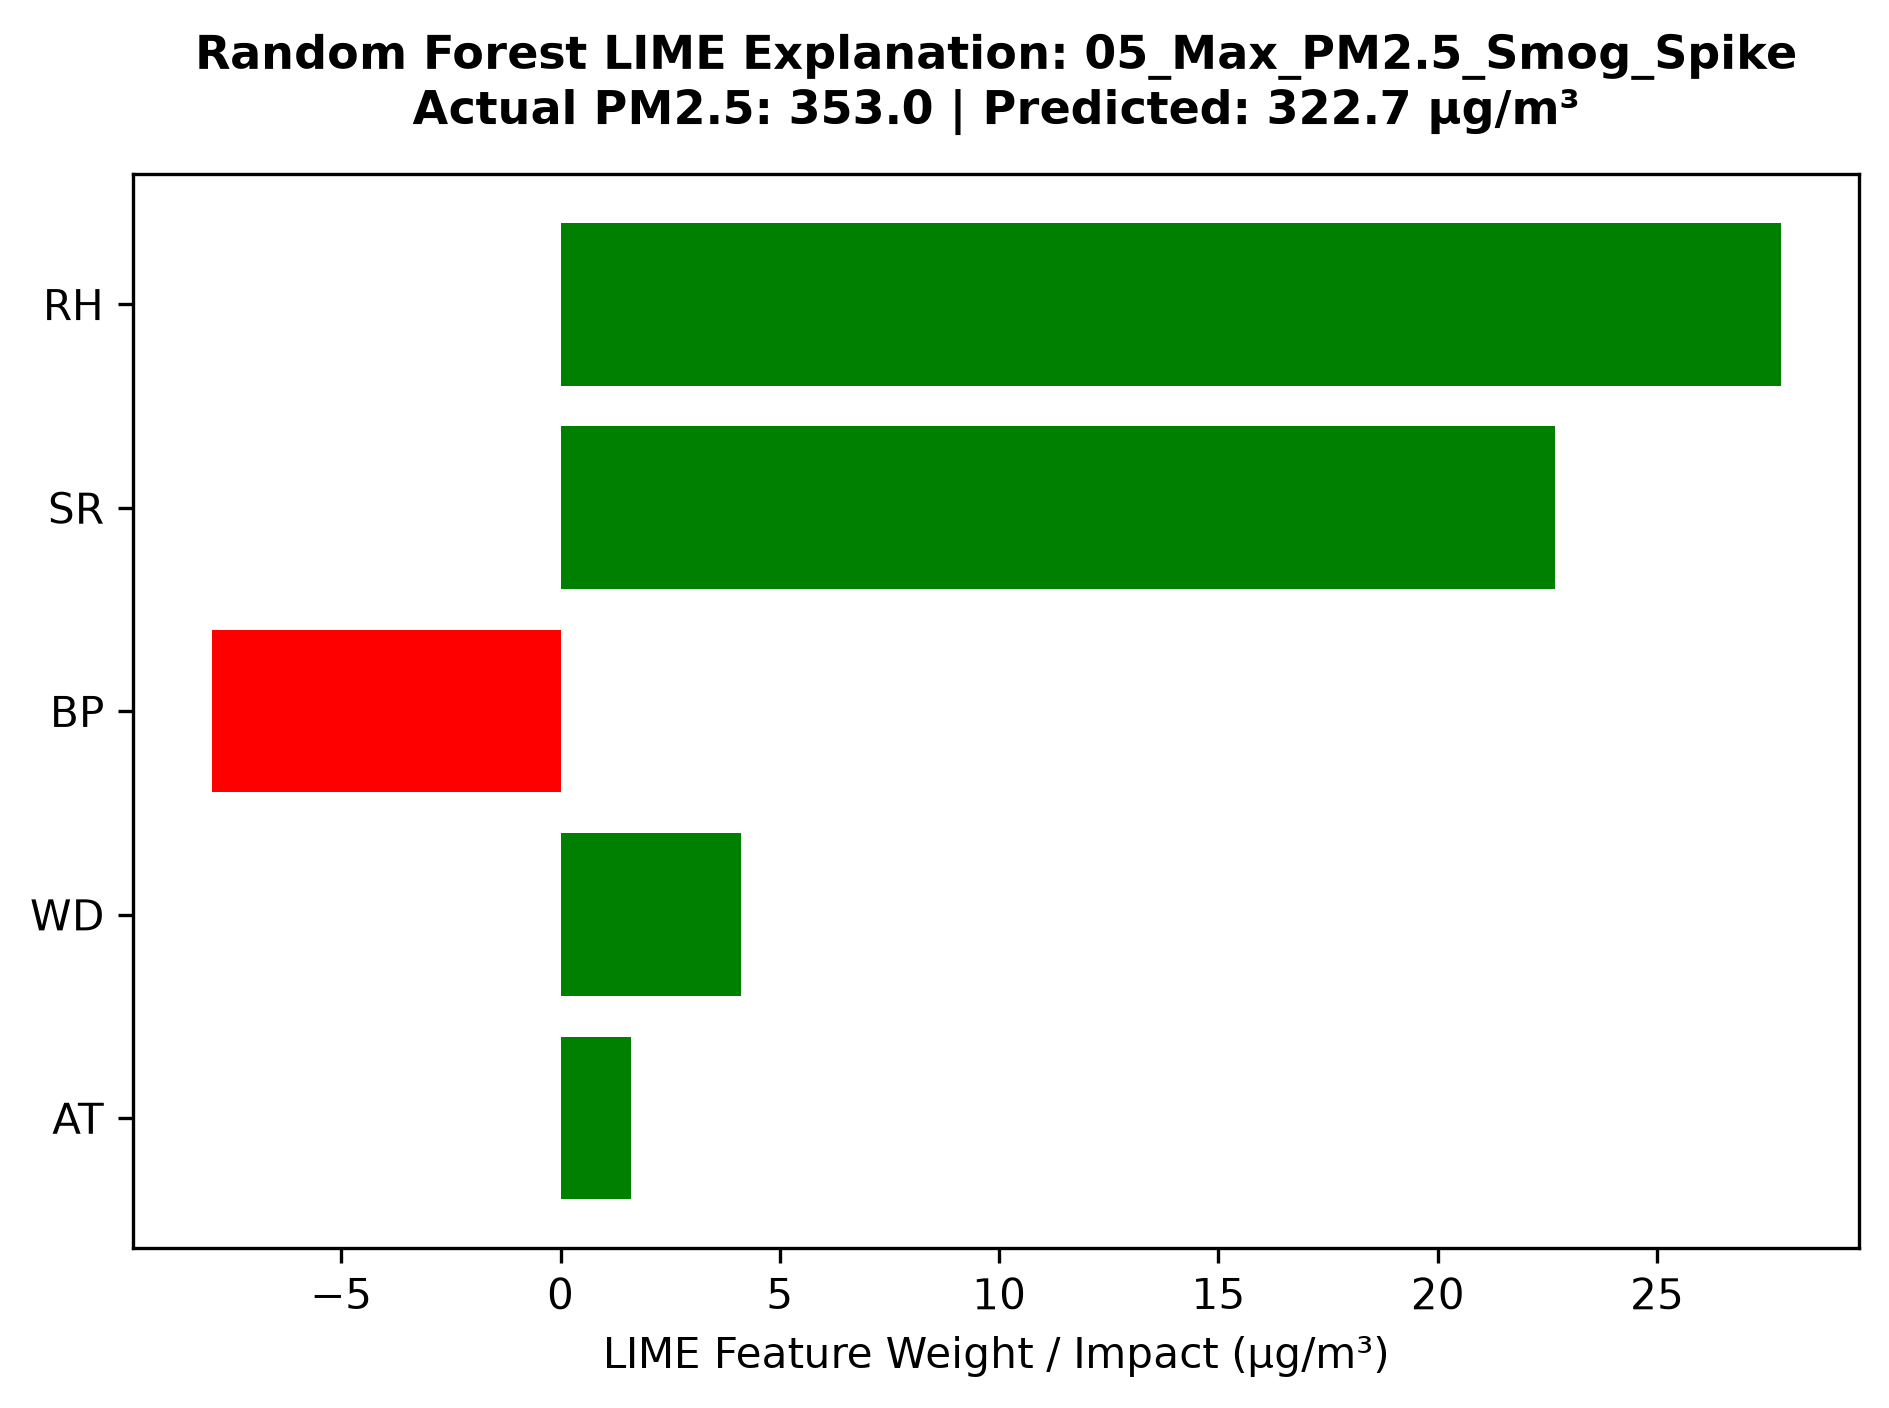 Random Forest LIME Explanation: 05_Max_PM2.5_Smog_Spike
Actual PM2.5: 353.0 | Predicted: 322.7 µg/m³
RH
SR
BP
WD
AT
−5 0 5 10 15 20 25
LIME Feature Weight / Impact (µg/m³)